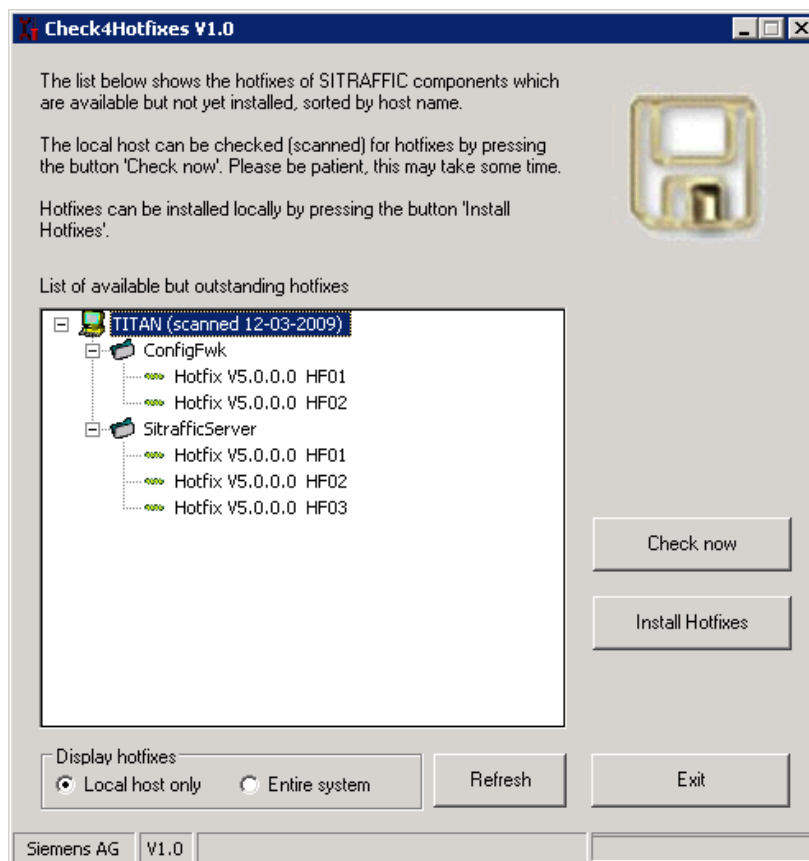 Check4Hotfixes V1.0
The list below shows the hotfixes of SITRAFFIC components which
are available but not yet installed, sorted by host name.
The local host can be checked (scanned) for hotfixes by pressing
the button 'Check now'. Please be patient, this may take some time.
Hotfixes can be installed locally by pressing the button 'Install
Hotfixes'.
List of available but outstanding hotfixes
TITAN (scanned 12-03-2009)
ConfigFwk
Hotfix V5.0.0.0 HF01
Hotfix V5.0.0.0 HF02
SitrafficServer
Hotfix V5.0.0.0 HF01
Hotfix V5.0.0.0 HF02
Hotfix V5.0.0.0 HF03
Check now
Install Hotfixes
Display hotfixes
Local host only
Entire system
Refresh
Exit
Siemens AG
V1.0